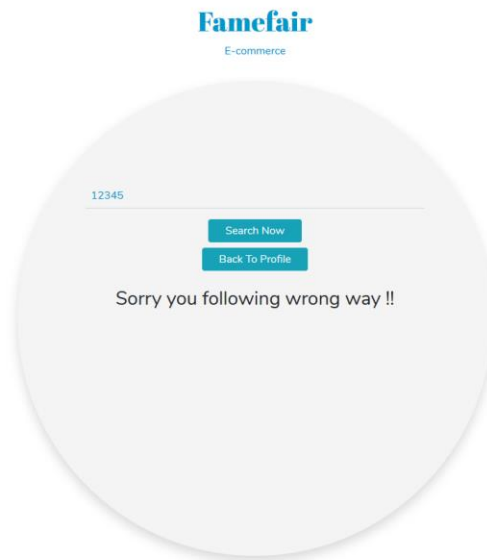 Famefair
E-commerce
12345
Search Now
Back To Profile
Sorry you following wrong way !!